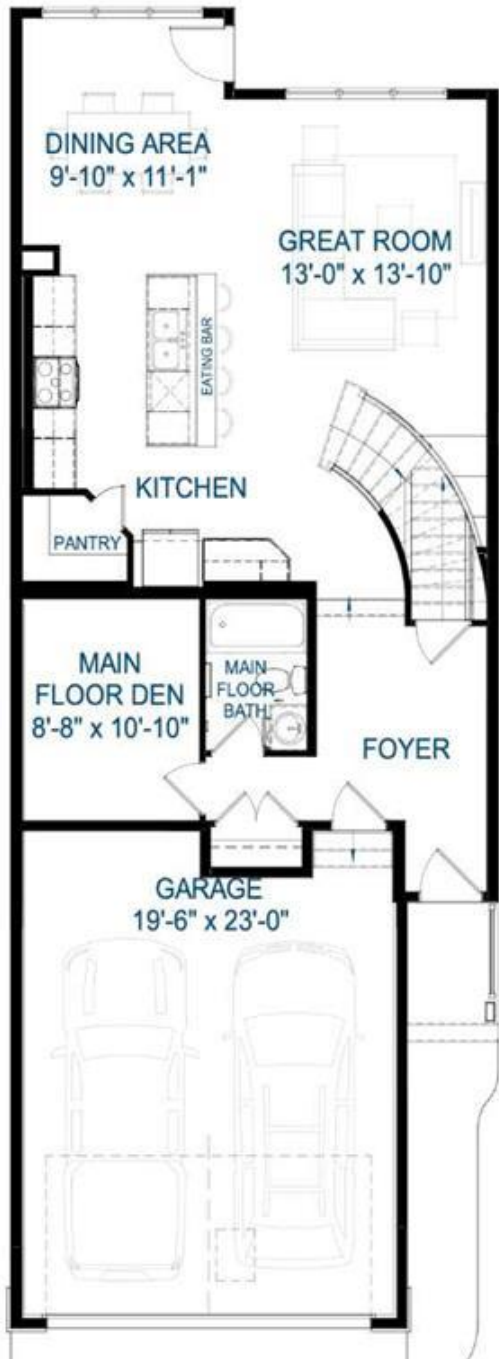 DINING AREA
9'-10" x 11'-1"
GREAT ROOM
13'-0" x 13'-10"
EATING BAR
KITCHEN
PANTRY
MAIN
FLOOR DEN
8'-8" x 10'-10"
MAIN
FLOOR
BATH
FOYER
GARAGE
19'-6" x 23'-0"